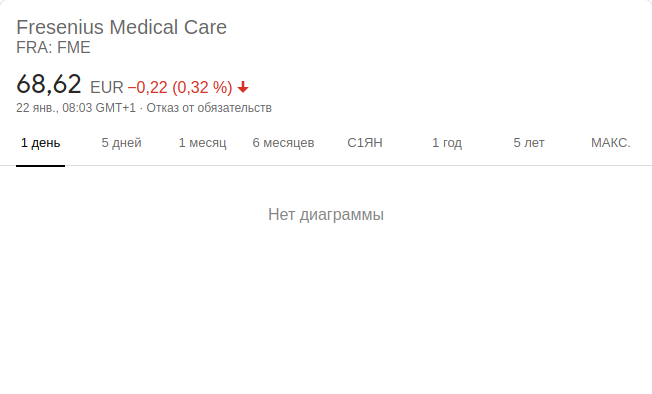 Fresenius Medical Care
FRA: FME
68,62 EUR −0,22 (0,32 %)
22 янв., 08:03 GMT+1 · Отказ от обязательств
1 день 5 дней 1 месяц 6 месяцев С1ЯН 1 год 5 лет МАКС.
Нет диаграммы